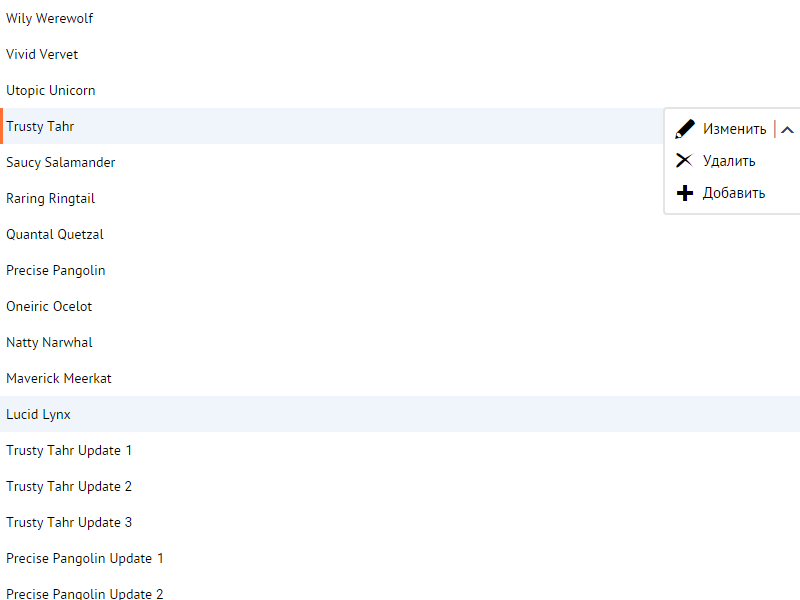 Wily Werewolf
Vivid Vervet
Utopic Unicorn
Trusty Tahr
Изменить
Saucy Salamander
Удалить
Raring Ringtail
Добавить
Quantal Quetzal
Precise Pangolin
Oneiric Ocelot
Natty Narwhal
Maverick Meerkat
Lucid Lynx
Trusty Tahr Update 1
Trusty Tahr Update 2
Trusty Tahr Update 3
Precise Pangolin Update 1
Precise Pangolin Update 2